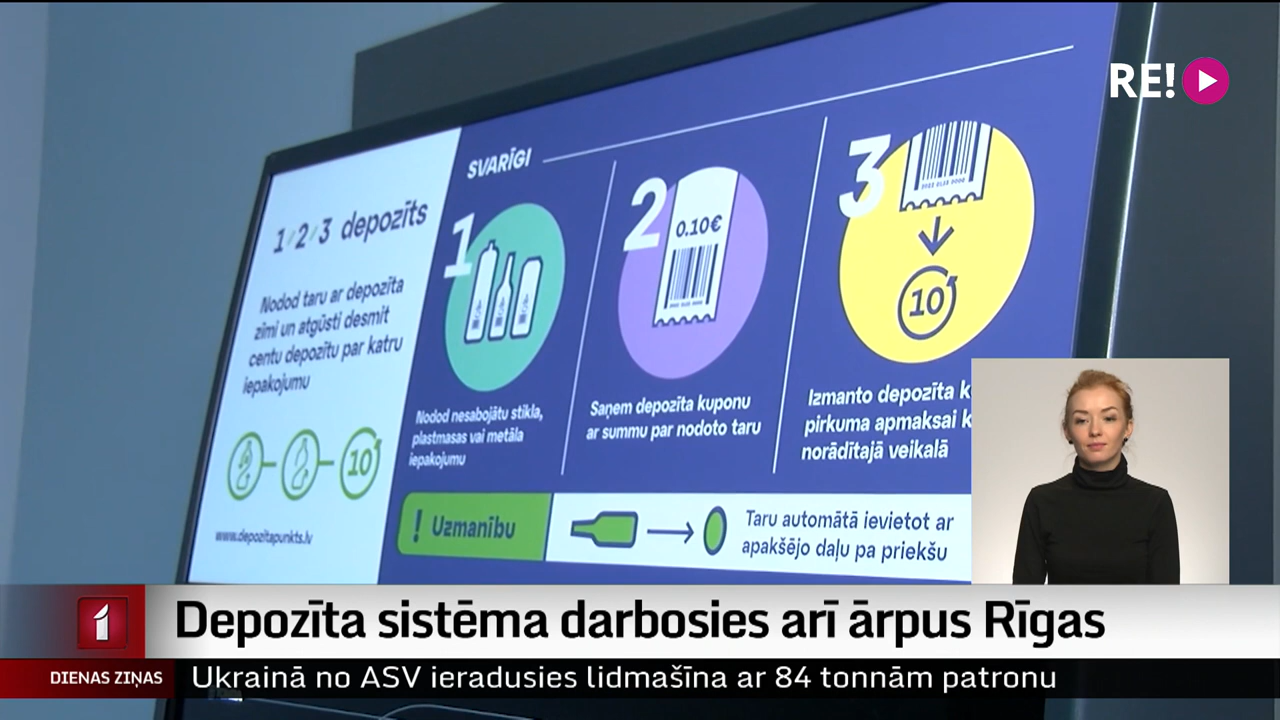 RE!
SVARĪGI
1/2/3 depozīts
Nodod taru ar depozīta
zīmi un atgūsti desmit
centu depozītu par katru
iepakojumu
10
www.depozitapunkts.lv
1
Nodod nesabojātu stikla,
plastmasas vai metāla
iepakojumu
2
0.10€
Saņem depozīta kuponu
ar summu par nodoto taru
3
10
Izmanto depozīta k
pirkuma apmaksai k
norādītajā veikalā
! Uzmanību
Taru automātā ievietot ar
apakšējo daļu pa priekšu
1
Depozīta sistēma darbosies arī ārpus Rīgas
DIENAS ZIŅAS
Ukrainā no ASV ieradusies lidmašīna ar 84 tonnām patronu